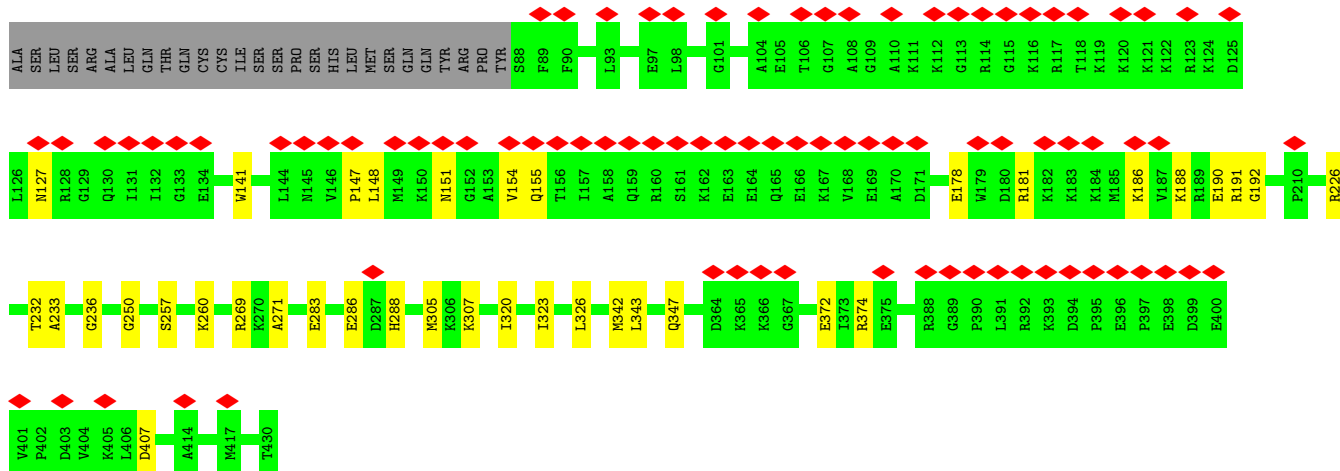 ALA SER LEU SER ARG ALA LEU GLN THR GLN CYS CYS ILE SER SER PRO SER HIS LEU MET SER GLN GLN TYR ARG PRO TYR S88 F89 F90 L93 E97 L98 G101 A104 E105 T106 G107 A108 G109 A110 K111 K112 G113 R114 G115 K116 R117 T118 K119 K120 K121 K122 R123 K124 D125
L126 N127 R128 G129 Q130 I131 I132 G133 E134 W141 L144 N145 V146 P147 L148 M149 K150 N151 G152 A153 V154 Q155 T156 I157 A158 Q159 R160 S161 K162 E163 E164 Q165 E166 K167 V168 E169 A170 D171 E178 W179 D180 R181 K182 K183 K184 M185 K186 V187 K188 R189 E190 R191 G192 P210 R226
T232 A233 G236 G250 S257 K260 R269 K270 A271 E283 E286 D287 H288 M305 K306 K307 I320 I323 L326 M342 L343 Q347 D364 K365 K366 G367 E372 I373 R374 E375 R388 G389 P390 L391 R392 K393 D394 P395 E396 P397 E398 D399 E400
V401 P402 D403 V404 K405 L406 D407 A414 M417 T430